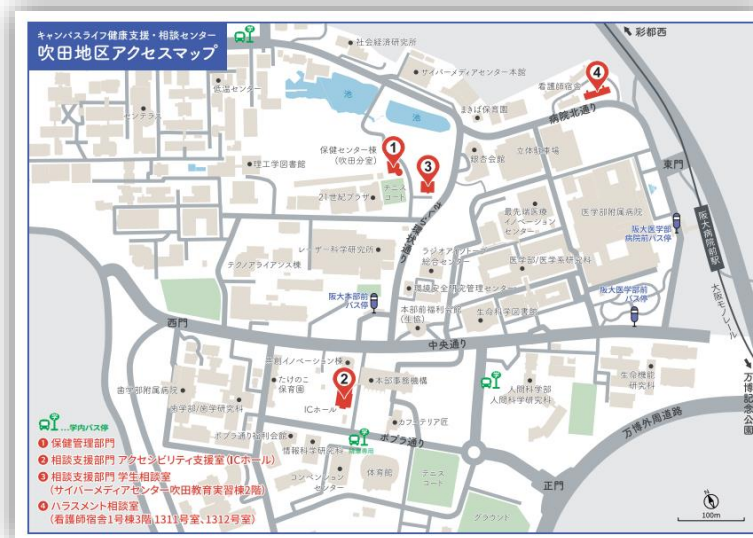 キャンパスライフ健康支援・相談センター
吹田地区アクセスマップ
社会経済研究所
サイバーメディアセンター本館
彩都西
看護師宿舎
4
病院北通り
低温センター
池
池
まきば保育園
センテラス
保健センター棟
(吹田分室)
1
3
銀杏会館
立体駐車場
東門
理工学図書館
21世紀プラザ
テニス
コート
最先端医療
イノベーション
センター
医学部附属病院
阪大医学部
病院前バス停
阪大病院前駅
大阪モノレール
レーザー科学研究所
テクノアライアンス棟
総合センター
医学部/医学系研究科
環境安全研究管理センター
阪大本部前
バス停
本部前福利会館
(生協)
生命科学図書館
阪大医学部前
バス停
西門
中央通り
万博記念公園
共創イノベーション棟
歯学部附属病院
たけのこ
保育園
2
本部事務機構
人間科学部
人間科学研究科
生命機能
研究科
歯学部/歯学研究科
ICホール
カフェテリア匠
万博外周道路
ポプラ通り福利会館
ポプラ通り
情報科学研究科
コンベンション
センター
体育館
テニス
コート
正門
グラウンド
…学内バス停
1 保健管理部門
2 相談支援部門 アクセシビリティ支援室(ICホール)
3 相談支援部門 学生相談室
(サイバーメディアセンター吹田教育実習棟2階)
4 ハラスメント相談室
(看護師宿舎1号棟3階 1311号室、1312号室)
100m